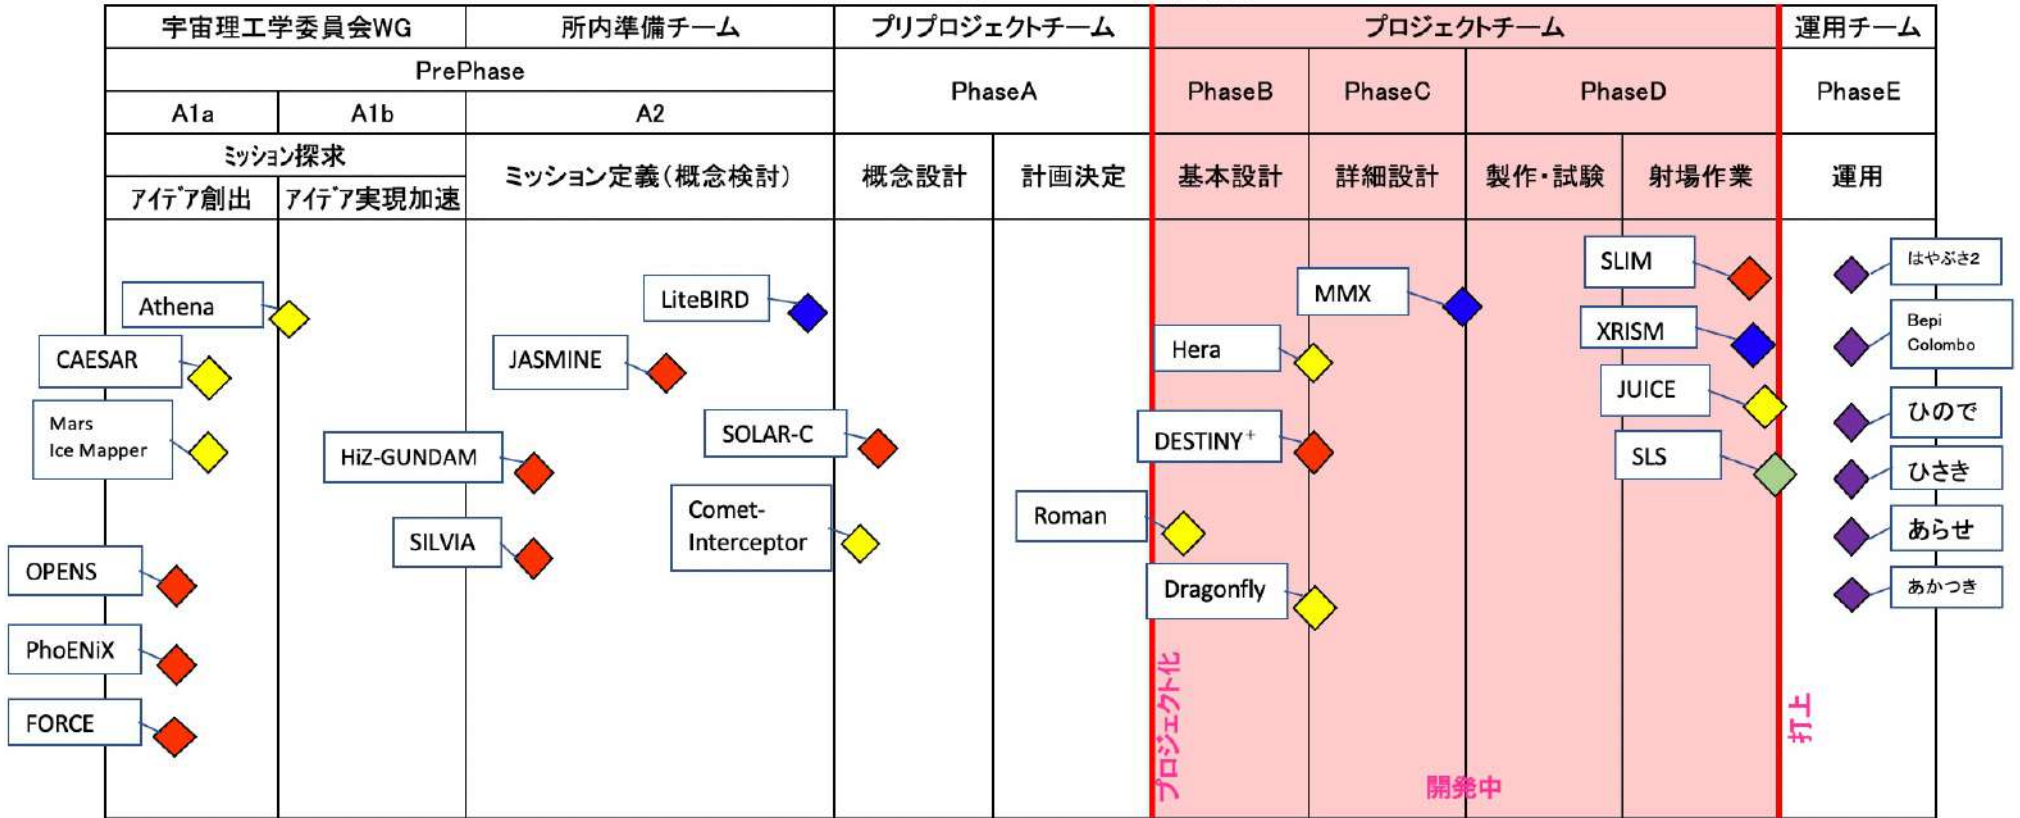 宇宙理工学委員会WG
所内準備チーム
プリプロジェクトチーム
プロジェクトチーム
運用チーム
PrePhase
PhaseA
PhaseB
PhaseC
PhaseD
PhaseE
A1a
A1b
A2
ミッション探求
ミッション定義(概念検討)
概念設計
計画決定
基本設計
詳細設計
製作・試験
射場作業
運用
アイデア創出
アイデア実現加速
Athena
CAESAR
Mars
Ice Mapper
OPENS
PhoENiX
FORCE
HiZ-GUNDAM
SILVIA
LiteBIRD
JASMINE
SOLAR-C
Comet-
Interceptor
Roman
Hera
DESTINY⁺
Dragonfly
MMX
SLIM
XRISM
JUICE
SLS
はやぶさ2
Bepi
Colombo
ひので
ひさき
あらせ
あかつき
プロジェクト化
開発中
打上